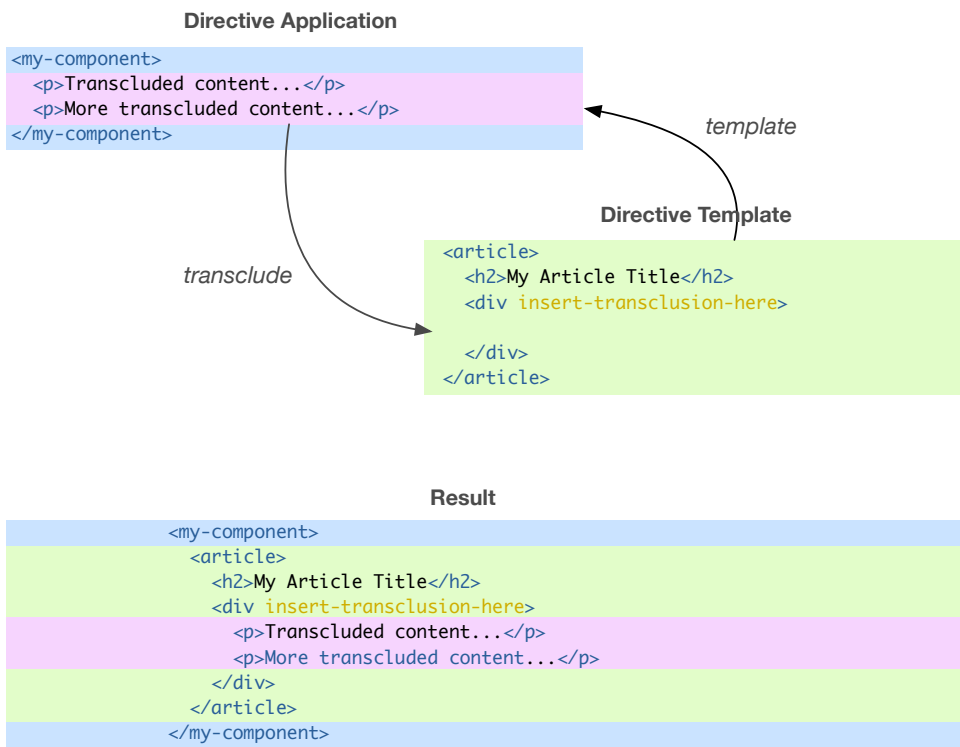 Directive Application
<my-component>
<p>Transcluded content...</p>
<p>More transcluded content...</p>
</my-component>
template
transclude
Directive Template
<article>
<h2>My Article Title</h2>
<div insert-transclusion-here>
</div>
</article>
Result
<my-component>
<article>
<h2>My Article Title</h2>
<div insert-transclusion-here>
<p>Transcluded content...</p>
<p>More transcluded content...</p>
</div>
</article>
</my-component>